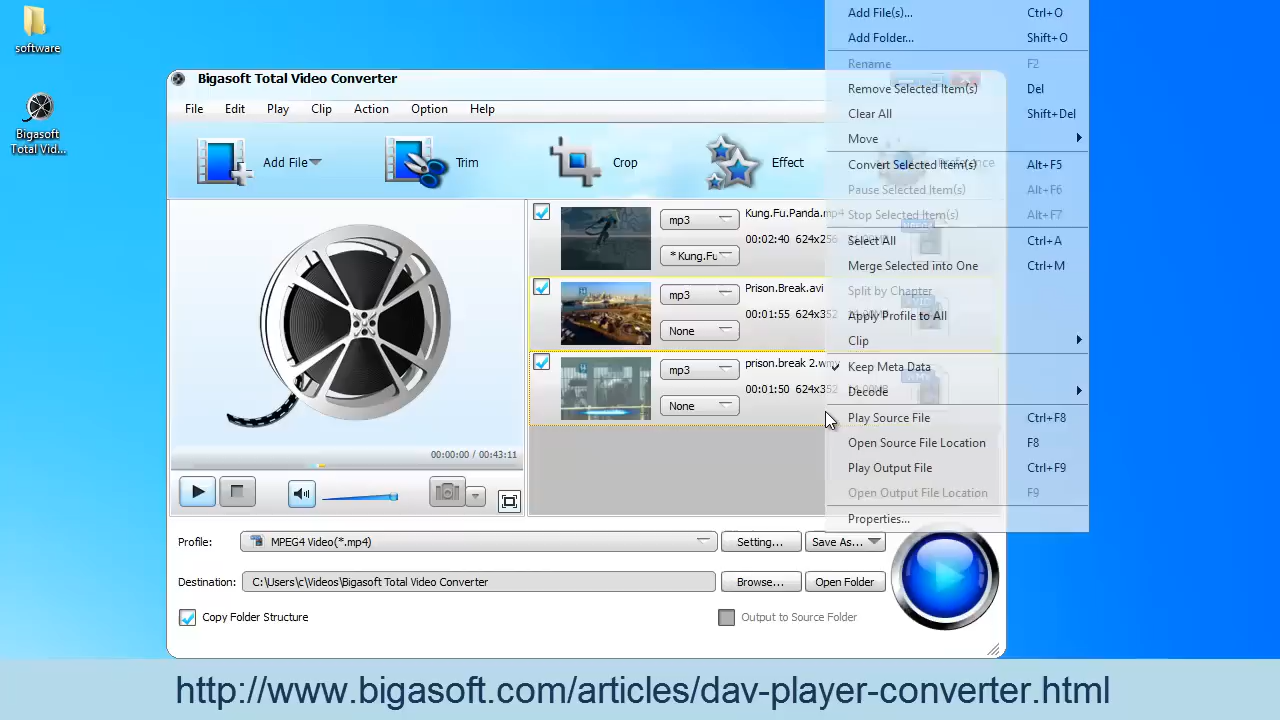 software
Bigasoft
Total Vid...
Bigasoft Total Video Converter
File Edit Play Clip Action Option Help
Add File Trim Crop Effect
Kung.Fu.Panda.mp4
mp3
00:02:40 624x256
* Kung.Fu
Prison.Break.avi
mp3
00:01:55 624x352
None
prison.break 2.wmv
mp3
00:01:50 624x352
None
00:00:00 / 00:43:11
Add File(s)... Ctrl+O
Add Folder... Shift+O
Rename F2
Remove Selected Item(s) Del
Clear All Shift+Del
Move
Convert Selected Item(s) Alt+F5
Pause Selected Item(s) Alt+F6
Stop Selected Item(s) Alt+F7
Select All Ctrl+A
Merge Selected into One Ctrl+M
Split by Chapter
Apply Profile to All
Clip
Keep Meta Data
Decode
Play Source File Ctrl+F8
Open Source File Location F8
Play Output File Ctrl+F9
Open Output File Location F9
Properties...
Profile: MPEG4 Video(*.mp4) Setting... Save As...
Destination: C:\Users\c\Videos\Bigasoft Total Video Converter Browse... Open Folder
Copy Folder Structure Output to Source Folder
http://www.bigasoft.com/articles/dav-player-converter.html